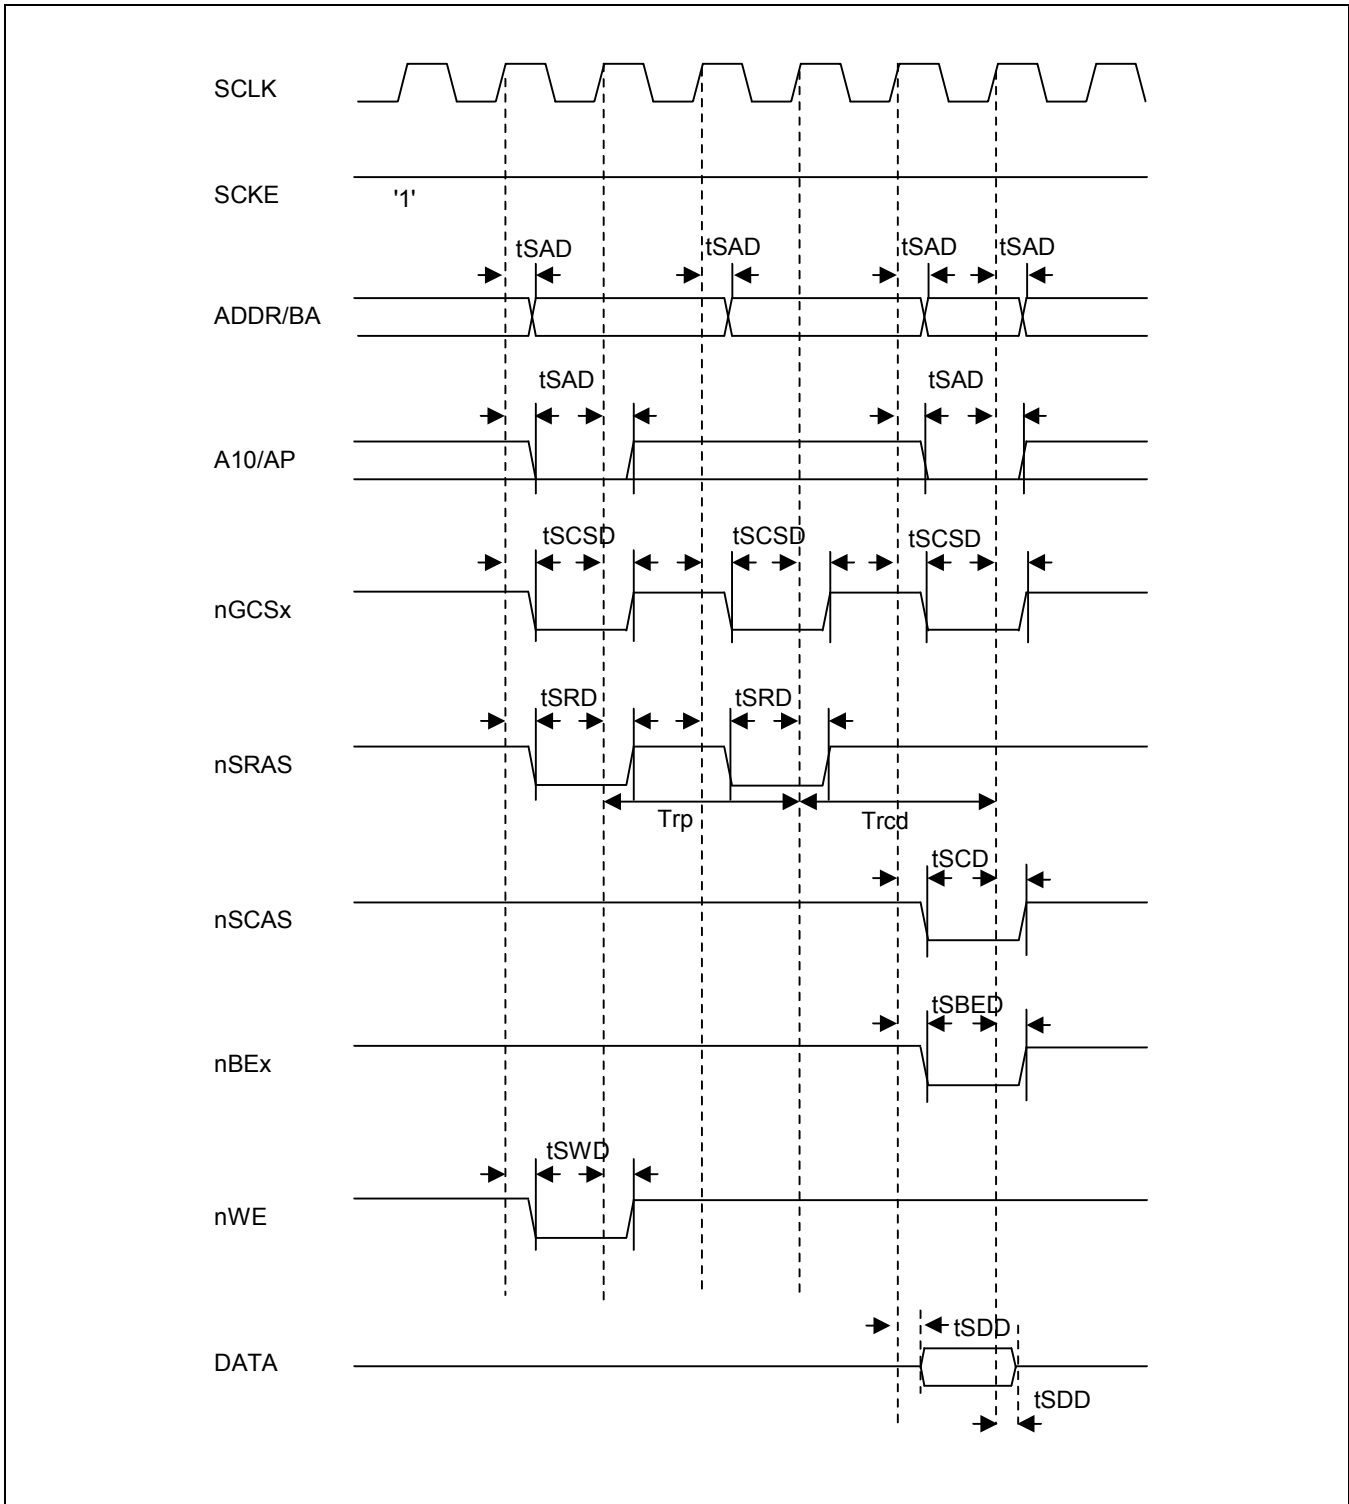 SCLK
SCKE '1'
tSAD tSAD tSAD tSAD
ADDR/BA
tSAD tSAD
A10/AP
tSCSD tSCSD tSCSD
nGCSx
tSRD tSRD
nSRAS
Trp Trcd
tSCD
nSCAS
tSBED
nBEx
tSWD
nWE
tSDD
DATA
tSDD